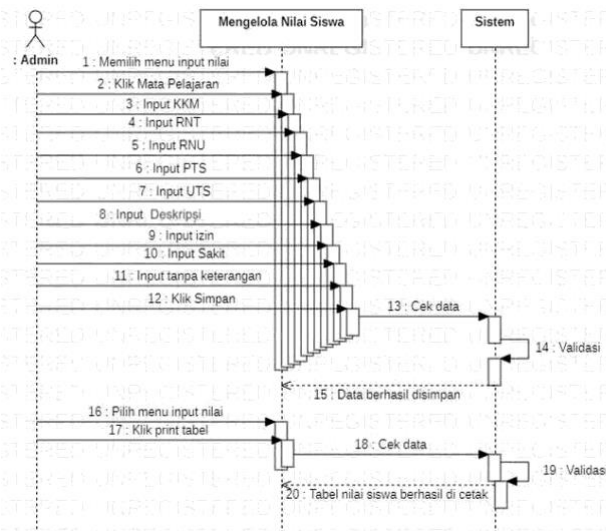 Mengelola Nilai Siswa
Sistem
: Admin
1 : Memilih menu input nilai
2 : Klik Mata Pelajaran
3 : Input KKM
4 : Input RNT
5 : Input RNU
6 : Input PTS
7 : Input UTS
8 : Input Deskripsi
9 : Input izin
10 : Input Sakit
11 : Input tanpa keterangan
12 : Klik Simpan
13 : Cek data
14 : Validasi
15 : Data berhasil disimpan
16 : Pilih menu input nilai
17 : Klik print tabel
18 : Cek data
19 : Validasi
20 : Tabel nilai siswa berhasil di cetak
UNREGISTERED